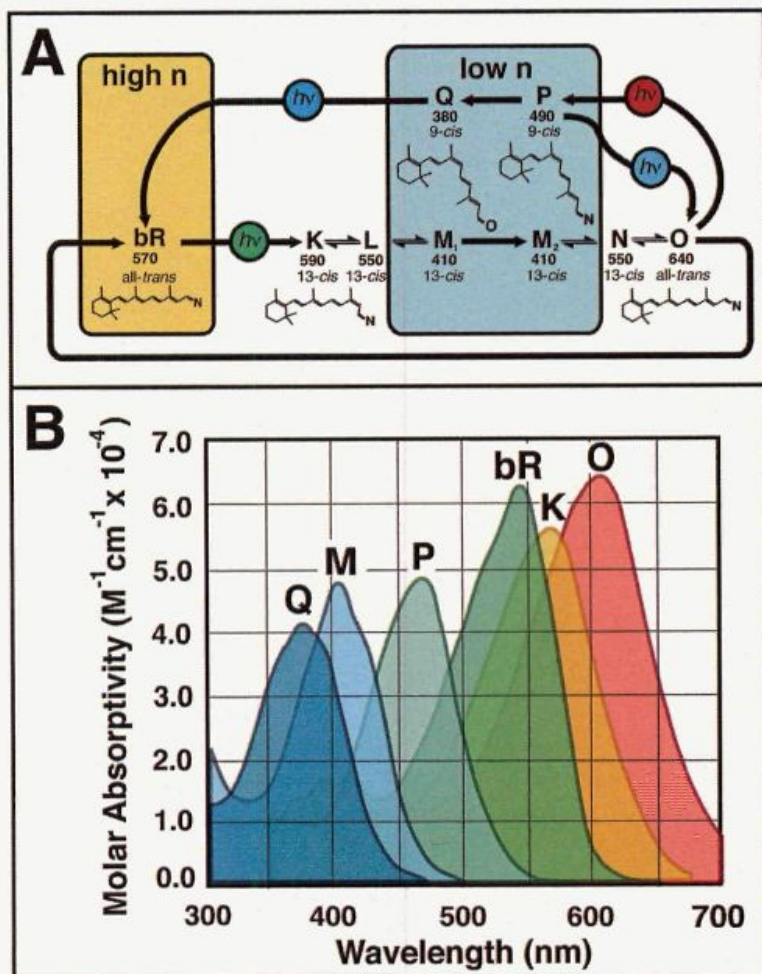 A
high n
low n
hν
Q
P
hν
380
490
9-cis
9-cis
hν
O
N
bR
hν
K ⇌ L ⇌ M₁
M₂ ⇌ N ⇌ O
570
590
550
410
410
550
640
all-trans
13-cis
13-cis
13-cis
13-cis
all-trans
N
N
N
B
7.0
6.0
5.0
4.0
3.0
2.0
1.0
0.0
Molar Absorptivity (M⁻¹cm⁻¹ x 10⁻⁴)
Q
M
P
bR
K
O
300
400
500
600
700
Wavelength (nm)